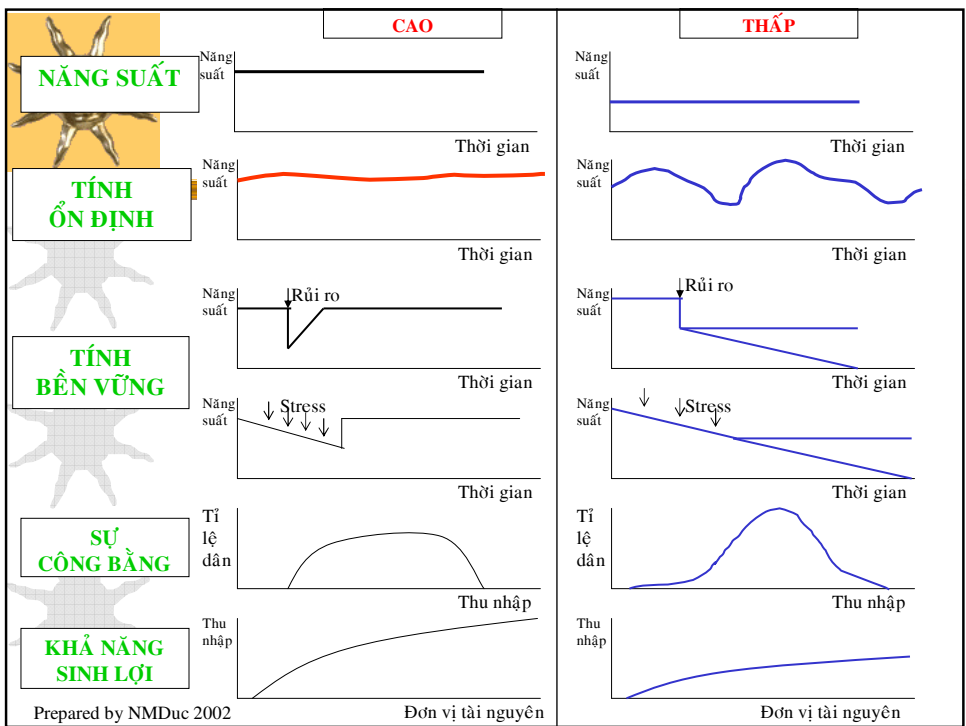 CAO
THẤP
NĂNG SUẤT
Năng
suất
Thời gian
Năng
suất
Thời gian
TÍNH
ỔN ĐỊNH
Năng
suất
Thời gian
Năng
suất
Thời gian
TÍNH
BỀN VỮNG
Năng
suất
Rủi ro
Thời gian
Năng
suất
Rủi ro
Thời gian
Năng
suất
Stress
Thời gian
Năng
suất
Stress
Thời gian
SỰ
CÔNG BẰNG
Tỉ
lệ
dân
Thu nhập
Tỉ
lệ
dân
Thu nhập
KHẢ NĂNG
SINH LỢI
Thu
nhập
Đơn vị tài nguyên
Thu
nhập
Đơn vị tài nguyên
Prepared by NMDuc 2002